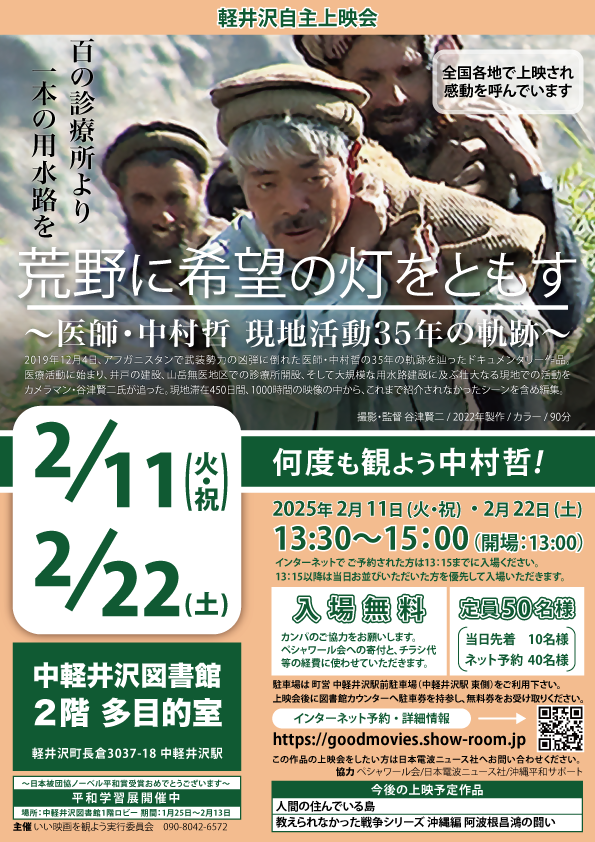 軽井沢自主上映会
百の診療所より
一本の用水路を
全国各地で上映され
感動を呼んでいます
荒野に希望の灯をともす
～医師・中村哲 現地活動35年の軌跡～
2019年12月4日、アフガニスタンで武装勢力の凶弾に倒れた医師・中村哲の35年の軌跡を辿ったドキュメンタリー作品。
医療活動に始まり、井戸の建設、山岳無医地区での診療所開設、そして大規模な用水路建設に及ぶ壮大なる現地での活動を
カメラマン・谷津賢二氏が追った。現地滞在450日間、1000時間の映像の中から、これまで紹介されなかったシーンを含め編集。
撮影・監督 谷津賢二 / 2022年製作 / カラー / 90分
2/11(火・祝)
2/22(土)
何度も観よう中村哲!
2025年2月11日(火・祝)・2月22日(土)
13:30～15:00(開場:13:00)
インターネットで ご予約された方は13:15までに入場ください。
13:15以降は当日お並びいただいた方を優先して入場いただきます。
入場無料
カンパのご協力をお願いします。
ペシャワール会への寄付と、チラシ代
等の経費に使わせていただきます。
定員50名様
当日先着 10名様
ネット予約 40名様
中軽井沢図書館
2階 多目的室
軽井沢町長倉3037-18 中軽井沢駅
駐車場は 町営 中軽井沢駅前駐車場(中軽井沢駅 東側)をご利用下さい。
上映会後に図書館カウンターへ駐車券を持参し、無料券をお受け取りください。
インターネット予約・詳細情報
https://goodmovies.show-room.jp
この作品の上映会をしたい方は日本電波ニュース社へお問い合わせください。
協力 ペシャワール会/日本電波ニュース社/沖縄平和サポート
～日本被団協ノーベル平和賞受賞おめでとうございます～
平和学習展開催中
場所:中軽井沢図書館1階ロビー 期間:1月25日～2月13日
主催 いい映画を観よう実行委員会 090-8042-6572
今後の上映予定作品
人間の住んでいる島
教えられなかった戦争シリーズ 沖縄編 阿波根昌鴻の闘い